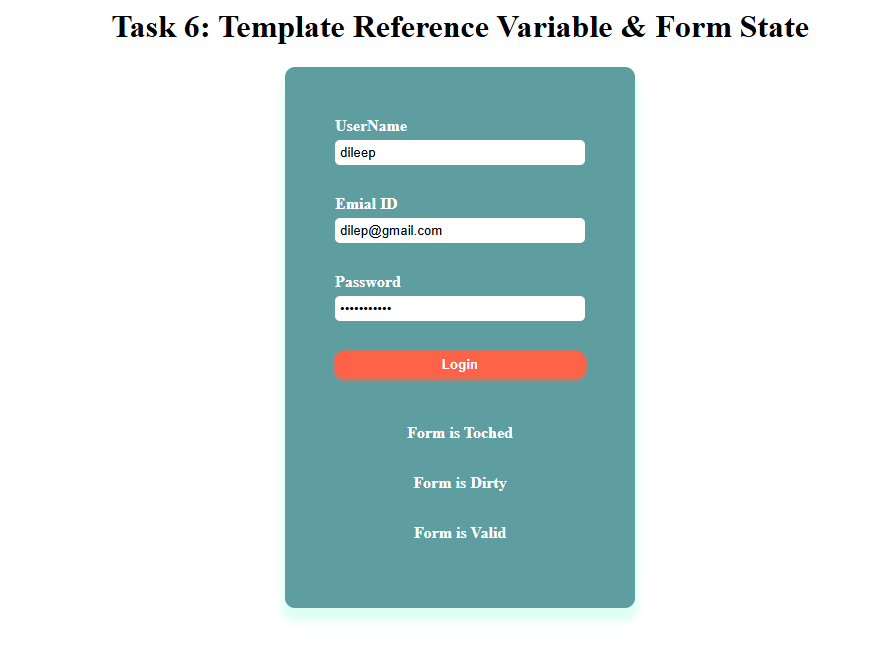 Task 6: Template Reference Variable & Form State
UserName
dileep
Emial ID
dilep@gmail.com
Password
•••••••••••
Login
Form is Toched
Form is Dirty
Form is Valid